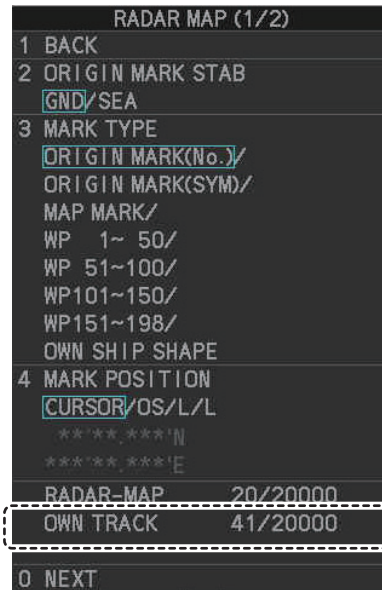 RADAR MAP (1/2)
1 BACK
2 ORIGIN MARK STAB
GND/SEA
3 MARK TYPE
ORIGIN MARK(No.)/
ORIGIN MARK(SYM)/
MAP MARK/
WP 1~ 50/
WP 51~100/
WP101~150/
WP151~198/
OWN SHIP SHAPE
4 MARK POSITION
CURSOR/OS/L/L
**°**.***'N
***°**.***'E
RADAR-MAP 20/20000
OWN TRACK 41/20000
0 NEXT